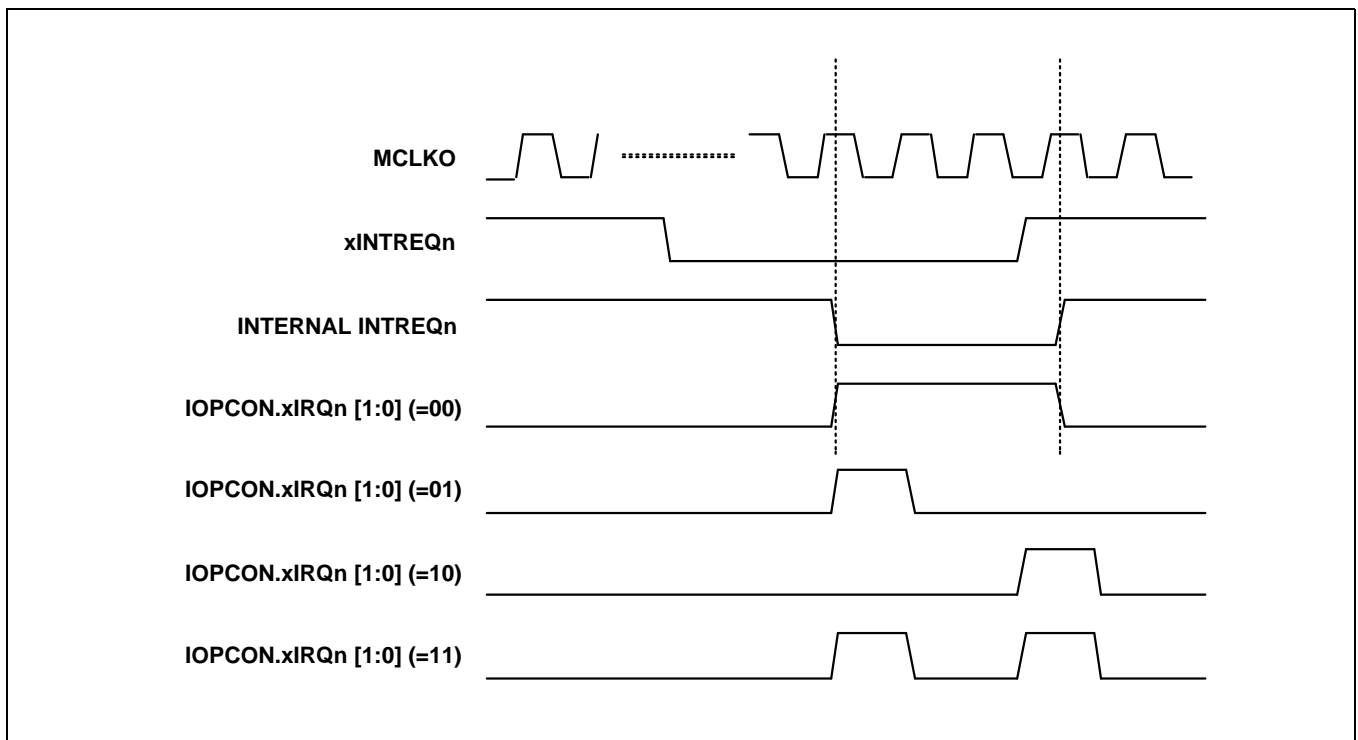 MCLKO
xINTREQn
INTERNAL INTREQn
IOPCON.xIRQn [1:0] (=00)
IOPCON.xIRQn [1:0] (=01)
IOPCON.xIRQn [1:0] (=10)
IOPCON.xIRQn [1:0] (=11)